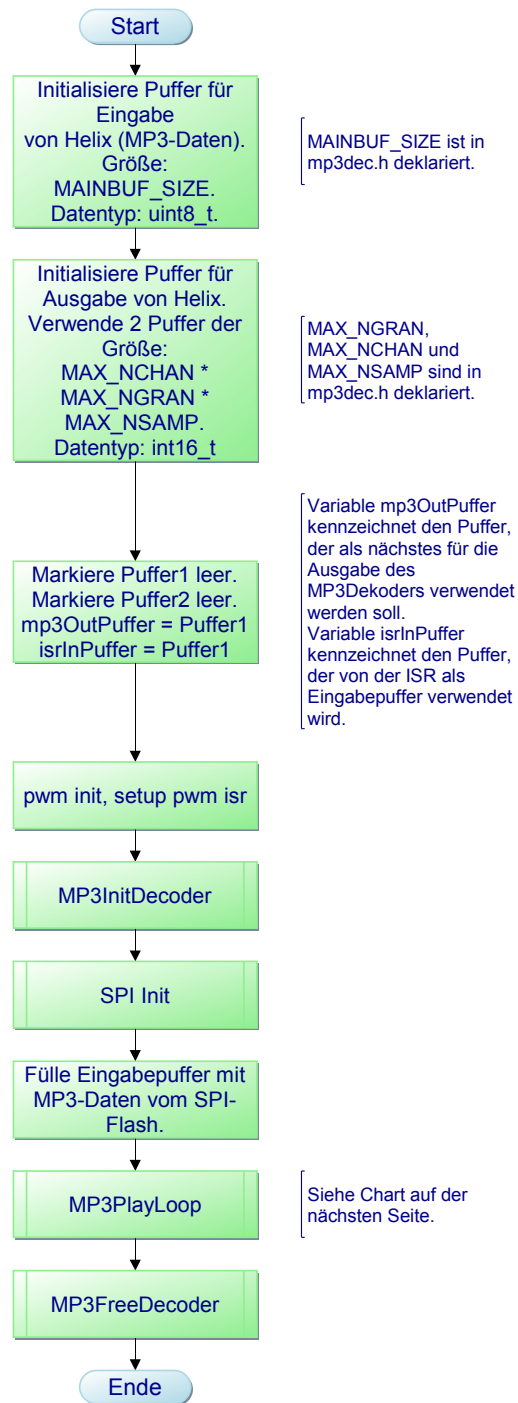 Start
Initialisiere Puffer für
Eingabe
von Helix (MP3-Daten).
Größe:
MAINBUF_SIZE.
Datentyp: uint8_t.
MAINBUF_SIZE ist in
mp3dec.h deklariert.
Initialisiere Puffer für
Ausgabe von Helix.
Verwende 2 Puffer der
Größe:
MAX_NCHAN *
MAX_NGRAN *
MAX_NSAMP.
Datentyp: int16_t
MAX_NGRAN,
MAX_NCHAN und
MAX_NSAMP sind in
mp3dec.h deklariert.
Markiere Puffer1 leer.
Markiere Puffer2 leer.
mp3OutPuffer = Puffer1
isrInPuffer = Puffer1
Variable mp3OutPuffer
kennzeichnet den Puffer,
der als nächstes für die
Ausgabe des
MP3Dekoders verwendet
werden soll.
Variable isrInPuffer
kennzeichnet den Puffer,
der von der ISR als
Eingabepuffer verwendet
wird.
pwm init, setup pwm isr
MP3InitDecoder
SPI Init
Fülle Eingabepuffer mit
MP3-Daten vom SPI-
Flash.
MP3PlayLoop
Siehe Chart auf der
nächsten Seite.
MP3FreeDecoder
Ende